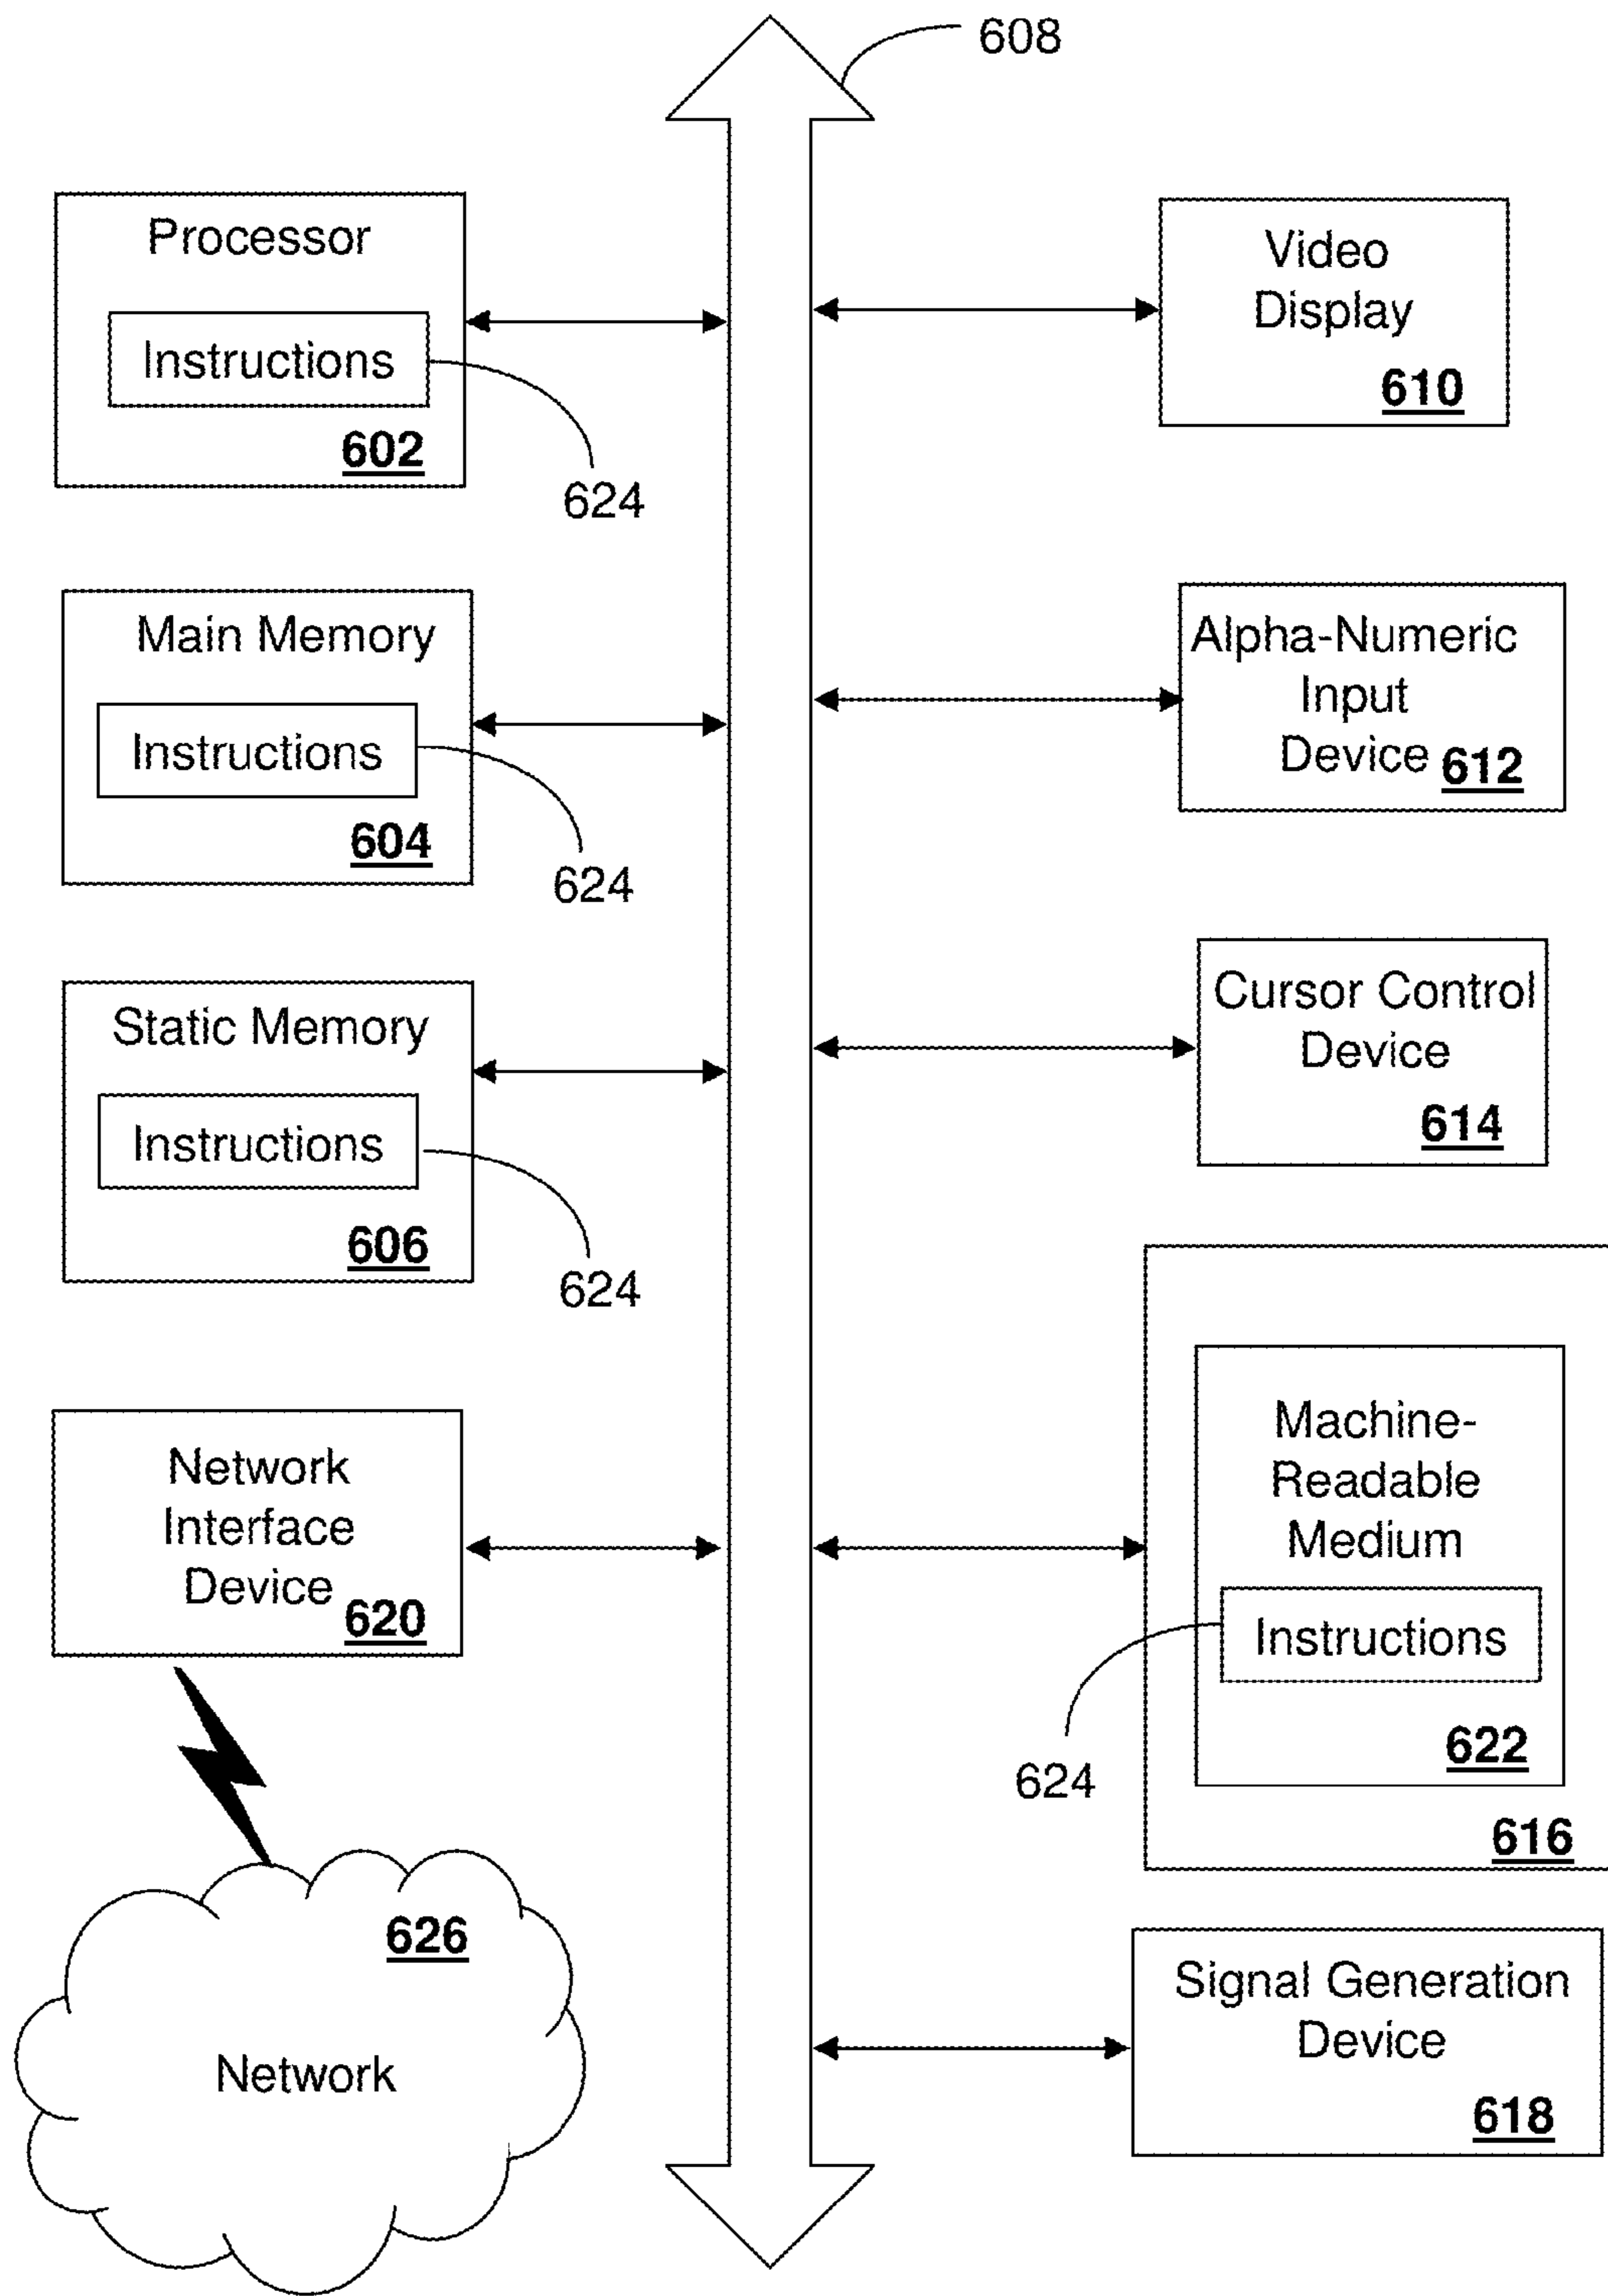 608
Processor
Instructions
602
624
Main Memory
Instructions
604
624
Static Memory
Instructions
606
624
Network
Interface
Device
620
626
Network
Video
Display
610
Alpha-Numeric
Input
Device 612
Cursor Control
Device
614
Machine-
Readable
Medium
Instructions
622
624
616
Signal Generation
Device
618